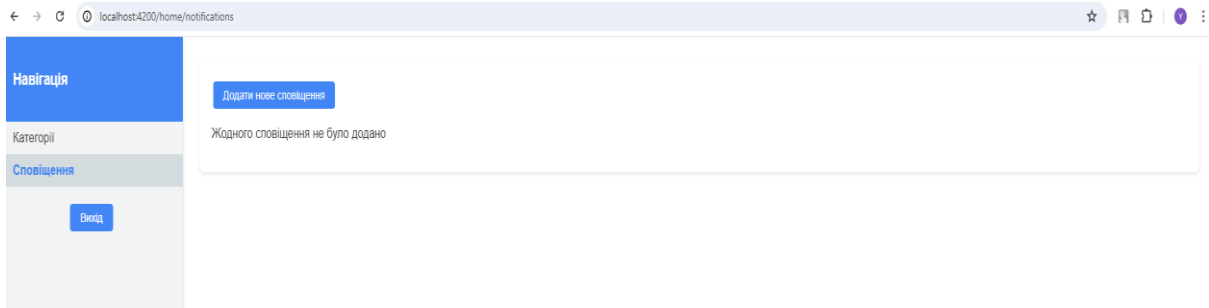 localhost:4200/home/notifications
Y
Навігація
Додати нове сповіщення
Категорії
Жодного сповіщення не було додано
Сповіщення
Вихід